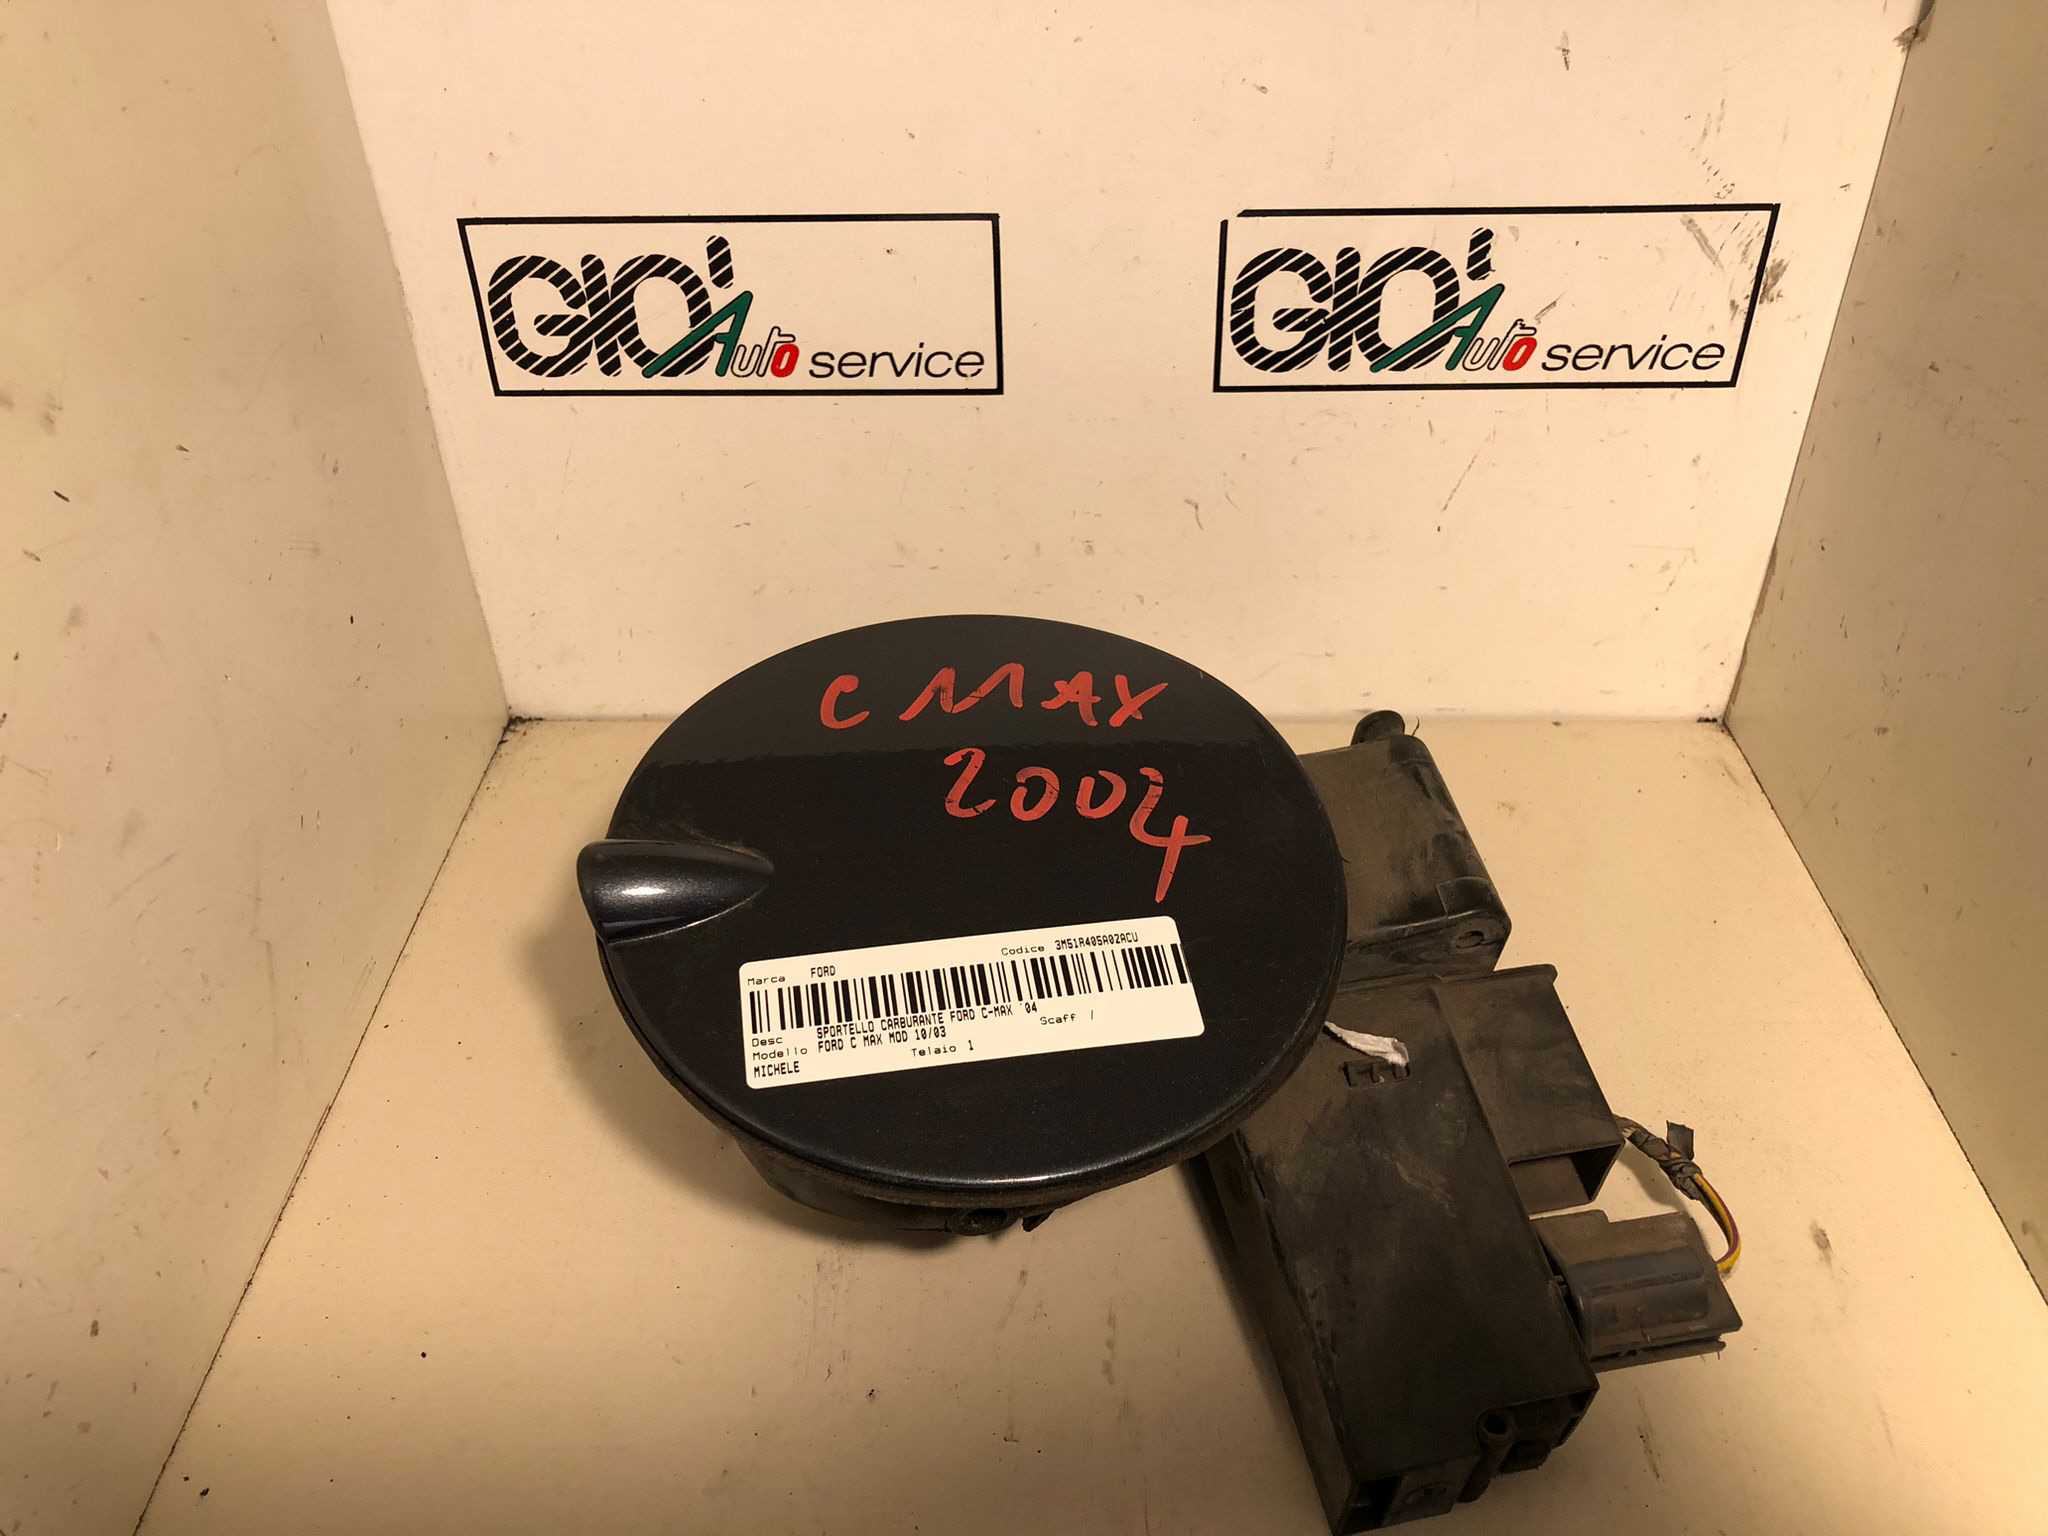 GIO' Auto service
GIO' Auto service
C MAX
2004
Marca FORD Codice 3M51R405A02ACU
Desc SPORTELLO CARBURANTE FORD C-MAX '04
Modello FORD C MAX MOD 10/03 Scaff /
MICHELE Telaio 1